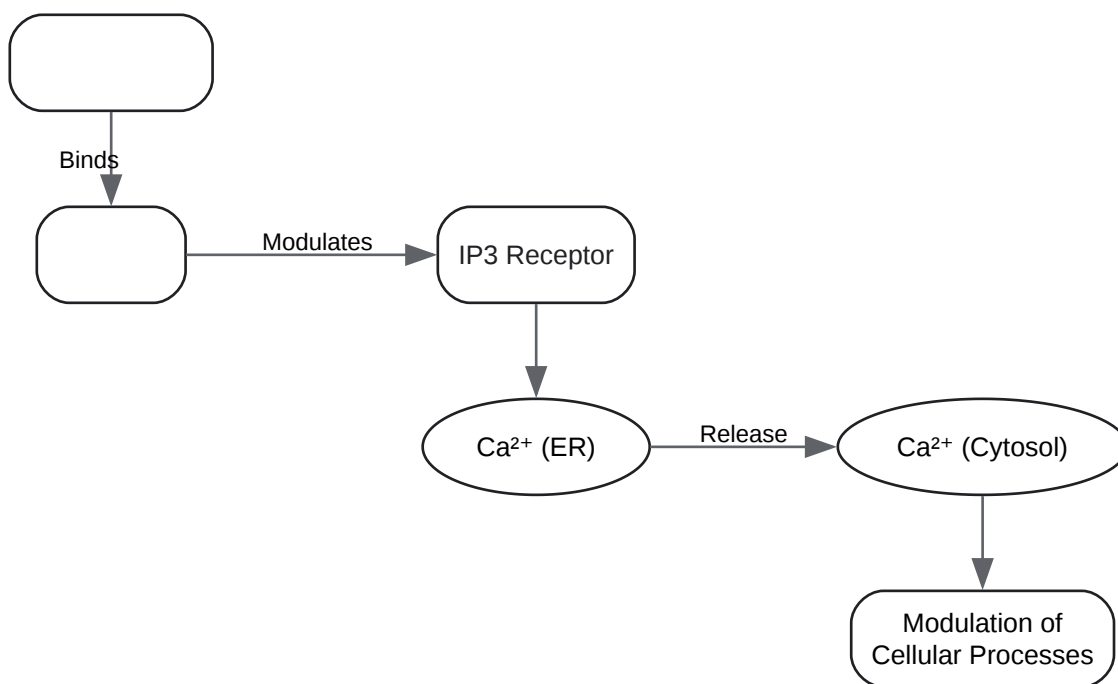 Binds
Modulates
IP3 Receptor
Ca²⁺ (ER)
Release
Ca²⁺ (Cytosol)
Modulation of
Cellular Processes